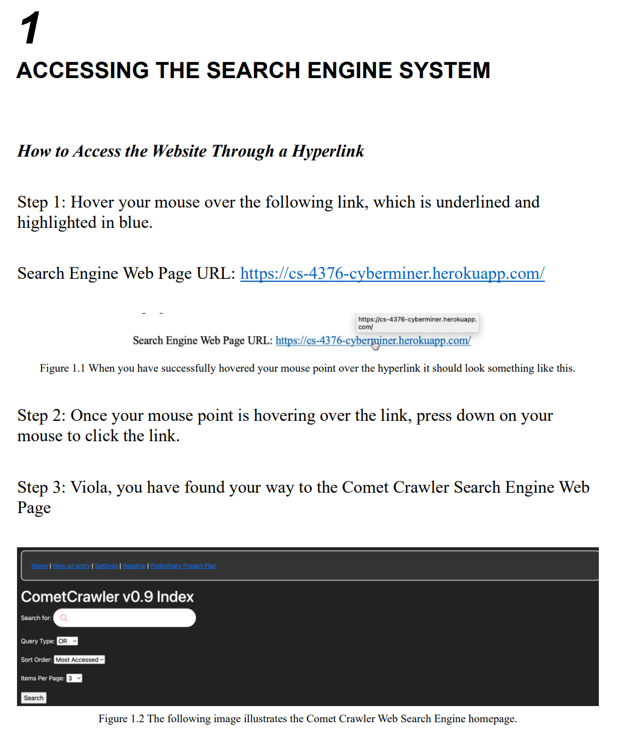 1
ACCESSING THE SEARCH ENGINE SYSTEM
How to Access the Website Through a Hyperlink
Step 1: Hover your mouse over the following link, which is underlined and
highlighted in blue.
Search Engine Web Page URL: https://cs-4376-cyberminer.herokuapp.com/
https://cs-4376-cyberminer.herokuapp.
com/
Search Engine Web Page URL: https://cs-4376-cyberminer.herokuapp.com/
Figure 1.1 When you have successfully hovered your mouse point over the hyperlink it should look something like this.
Step 2: Once your mouse point is hovering over the link, press down on your
mouse to click the link.
Step 3: Viola, you have found your way to the Comet Crawler Search Engine Web
Page
Home | New url entry | Settings | Readme | Preliminary Project Plan
CometCrawler v0.9 Index
Search for:
Query Type: OR
Sort Order: Most Accessed
Items Per Page: 3
Search
Figure 1.2 The following image illustrates the Comet Crawler Web Search Engine homepage.